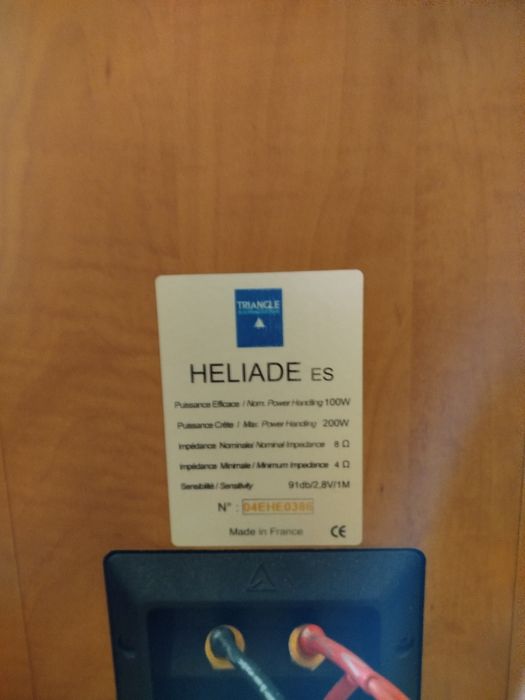 TRIANGLE
HELIADE ES
Puissance Efficace / Nom. Power Handling 100W
Puissance Crête / Max. Power Handling 200W
Impédance Nominale / Nominal Impedance 8 Ω
Impédance Minimale / Minimum Impedance 4 Ω
Sensibilité / Sensitivity 91db/2,8V/1M
N° : 04EHE0386
Made in France CE